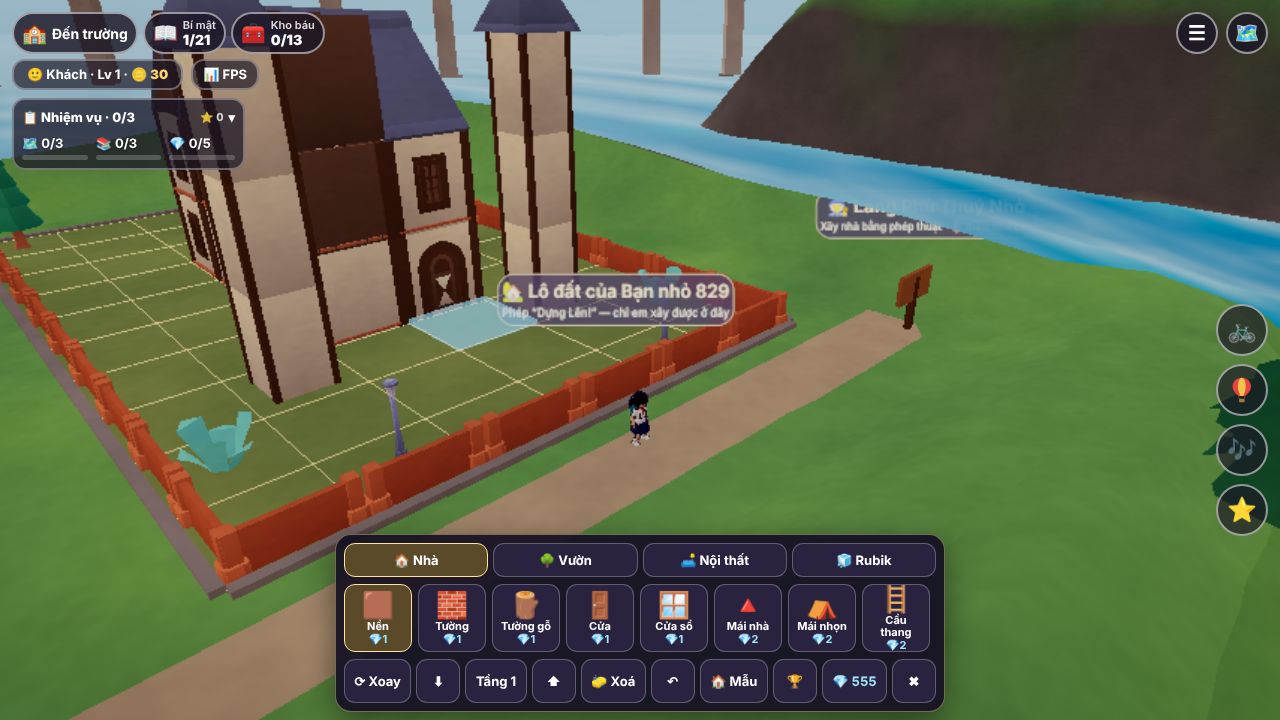 Đến trường
Bí mật
1/21
Kho báu
0/13
Khách · Lv 1 · 30
FPS
Nhiệm vụ · 0/3
0 ▾
0/3
0/3
0/5
Xây nhà bằng phép thuật
Lô đất của Bạn nhỏ 829
Phép "Dựng Lên!" — chỉ em xây được ở đây
Nhà
Vườn
Nội thất
Rubik
Nền
1
Tường
1
Tường gỗ
1
Cửa
1
Cửa sổ
1
Mái nhà
2
Mái nhọn
2
Cầu thang
2
⟳ Xoay
⬇
Tầng 1
⬆
Xoá
↶
Mẫu
555
✖